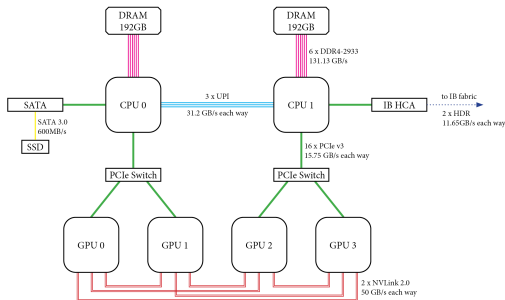 DRAM
192GB
DRAM
192GB
6 x DDR4-2933
131.13 GB/s
CPU 0
3 x UPI
31.2 GB/s each way
CPU 1
SATA
SATA 3.0
600MB/s
SSD
IB HCA
to IB fabric
2 x HDR
11.65GB/s each way
16 x PCIe v3
15.75 GB/s each way
PCIe Switch
PCIe Switch
GPU 0
GPU 1
GPU 2
GPU 3
2 x NVLink 2.0
50 GB/s each way